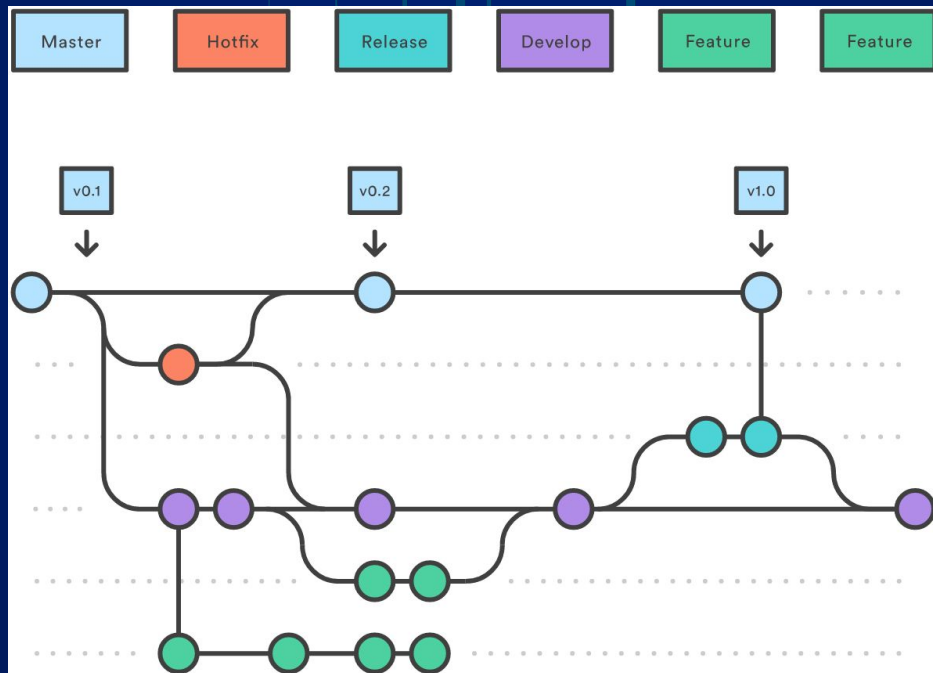 Master
Hotfix
Release
Develop
Feature
Feature
v0.1
v0.2
v1.0